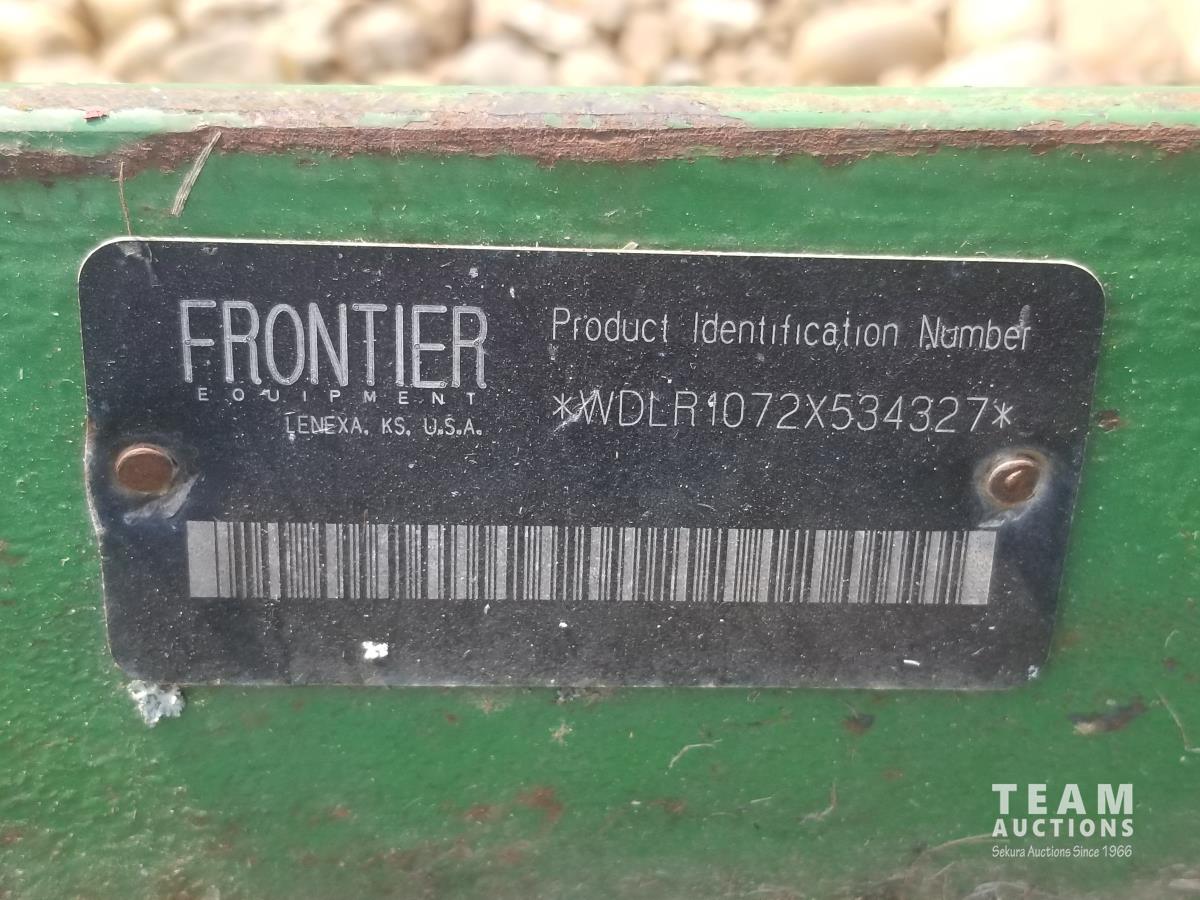 FRONTIER
EQUIPMENT
LENEXA, KS, U.S.A.
Product Identification Number
*WDLR1072X534327*
TEAM
AUCTIONS
Sekura Auctions Since 1966